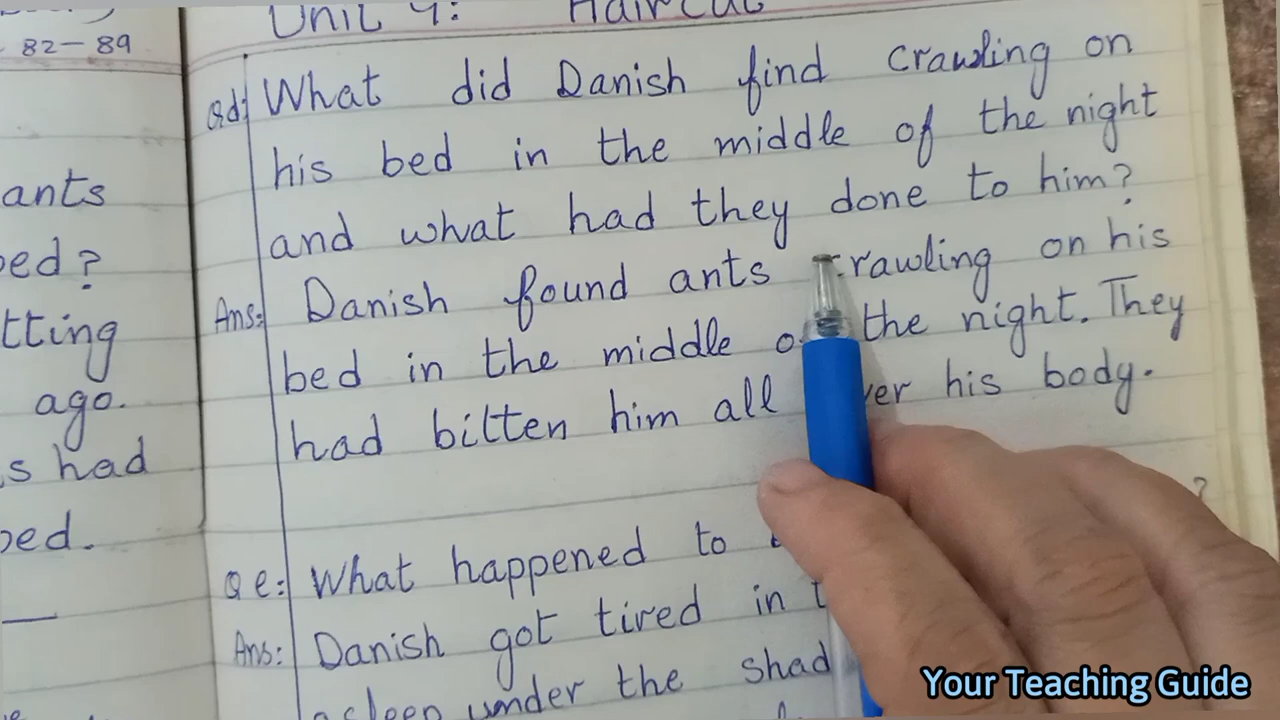 82-89
ants
ed?
tting
ago.
s had
ed.
Unit 4: Haircut
Qd: What did Danish find crawling on
his bed in the middle of the night
and what had they done to him?
Ans: Danish found ants crawling on his
bed in the middle the night. They
had bitten him all over his body.
Q e: What happened to ?
Ans: Danish got tired in
asleep under the shad
Your Teaching Guide